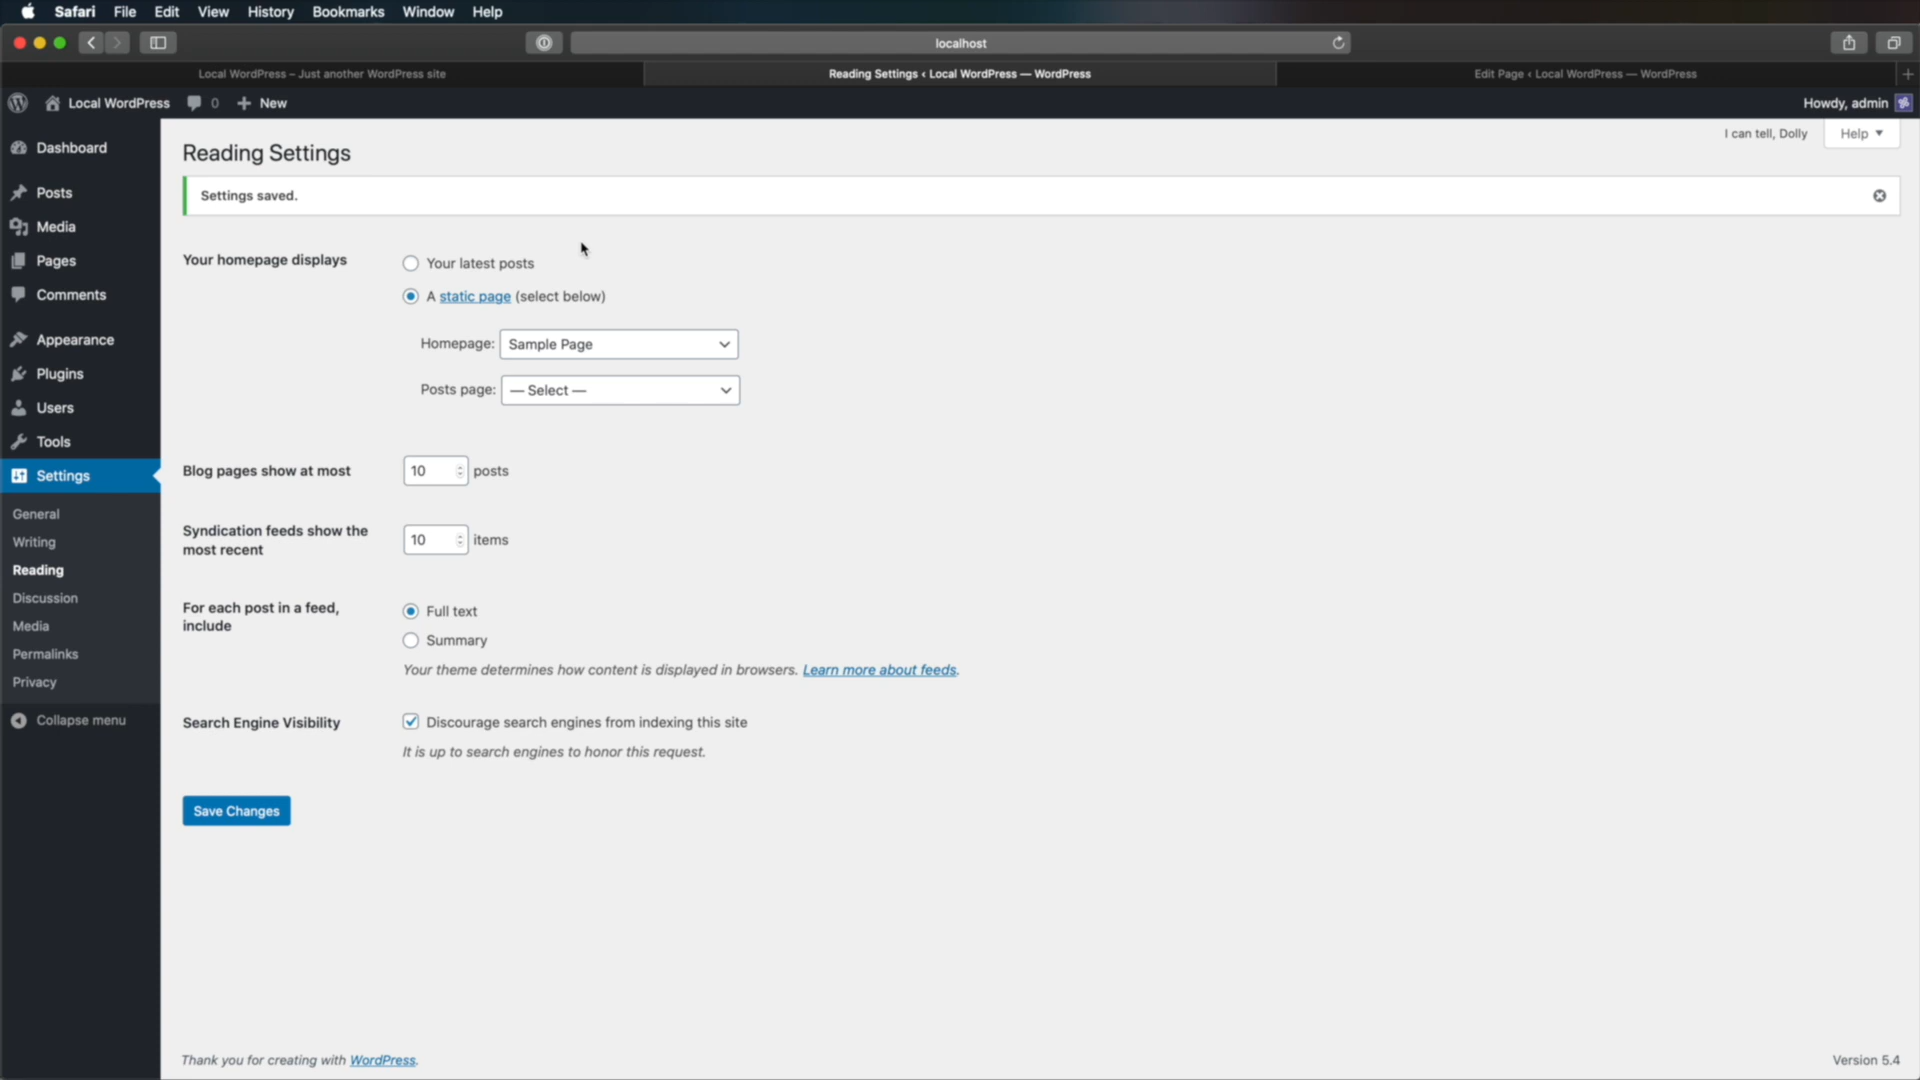 Safari File Edit View History Bookmarks Window Help
localhost
Local WordPress – Just another WordPress site
Reading Settings ‹ Local WordPress — WordPress
Edit Page ‹ Local WordPress — WordPress
Local WordPress 0 + New
Howdy, admin
Dashboard
Posts
Media
Pages
Comments
Appearance
Plugins
Users
Tools
Settings
General
Writing
Reading
Discussion
Media
Permalinks
Privacy
Collapse menu
I can tell, Dolly
Help
Reading Settings
Settings saved.
Your homepage displays
Your latest posts
A static page (select below)
Homepage: Sample Page
Posts page: — Select —
Blog pages show at most 10 posts
Syndication feeds show the
most recent
10 items
For each post in a feed,
include
Full text
Summary
Your theme determines how content is displayed in browsers. Learn more about feeds.
Search Engine Visibility
Discourage search engines from indexing this site
It is up to search engines to honor this request.
Save Changes
Thank you for creating with WordPress.
Version 5.4